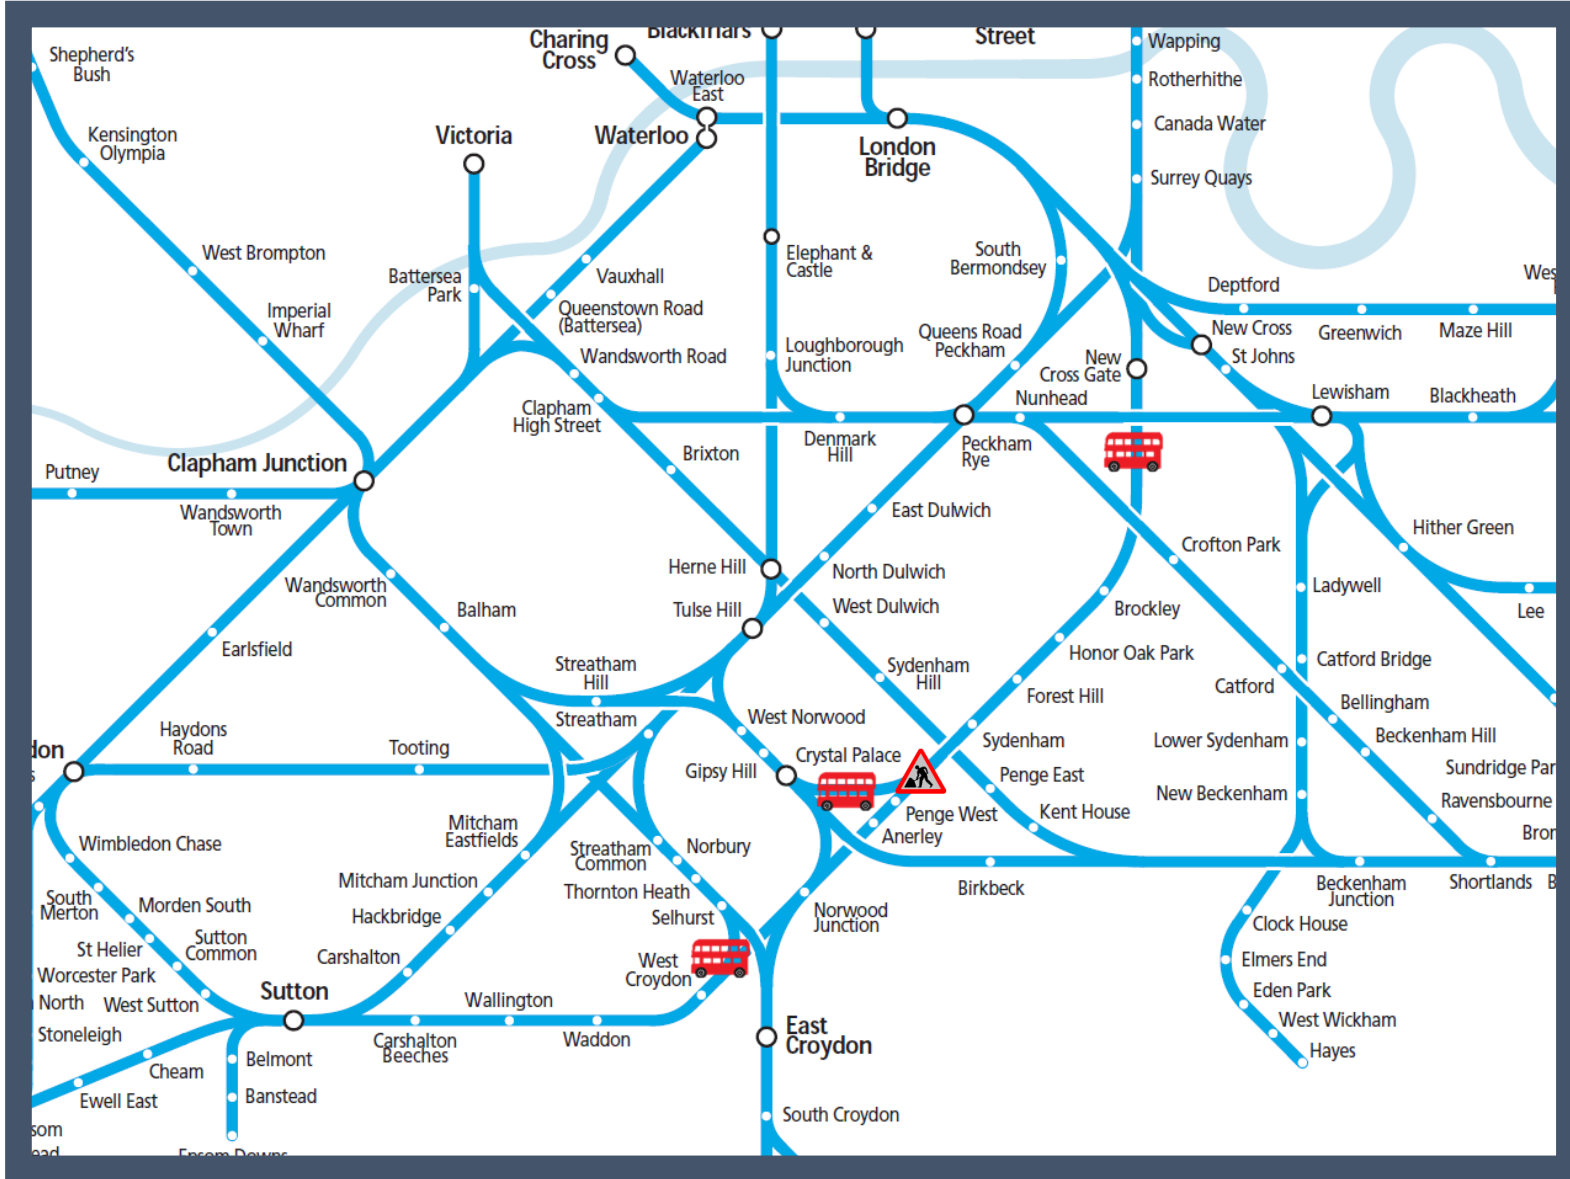 Shepherd's
Bush
Charing
Cross
Blackfriars
Street
Wapping
Waterloo
East
Rotherhithe
Kensington
Olympia
Victoria
Waterloo
Canada Water
London
Bridge
Surrey Quays
West Brompton
Vauxhall
Elephant &
Castle
South
Bermondsey
Battersea
Park
Deptford
Imperial
Wharf
Queenstown Road
(Battersea)
Queens Road
Peckham
New Cross
Greenwich
Maze Hill
Wandsworth Road
Loughborough
Junction
New
Cross Gate
St Johns
Clapham
High Street
Nunhead
Lewisham
Blackheath
Denmark
Hill
Peckham
Rye
Brixton
Clapham Junction
Putney
Wandsworth
Town
East Dulwich
Hither Green
Crofton Park
Herne Hill
North Dulwich
Wandsworth
Common
Ladywell
Balham
Tulse Hill
West Dulwich
Brockley
Lee
Earlsfield
Honor Oak Park
Catford Bridge
Streatham
Hill
Sydenham
Hill
Catford
Forest Hill
Bellingham
Streatham
West Norwood
Haydons
Road
Tooting
Sydenham
Lower Sydenham
Beckenham Hill
don
Crystal Palace
Gipsy Hill
Penge East
Sundridge Par
New Beckenham
Ravensbourne
Penge West
Kent House
Anerley
Mitcham
Eastfields
Bron
Wimbledon Chase
Streatham
Common
Norbury
Mitcham Junction
Thornton Heath
Birkbeck
Beckenham
Junction
Shortlands
B
South
Merton
Morden South
Hackbridge
Selhurst
Norwood
Junction
Clock House
St Helier
Sutton
Common
Carshalton
West
Croydon
Elmers End
Worcester Park
Eden Park
North
West Sutton
Sutton
Wallington
West Wickham
Stoneleigh
Carshalton
Beeches
Waddon
East
Croydon
Hayes
Cheam
Belmont
Ewell East
Banstead
South Croydon
som
ead
Epsom Downs